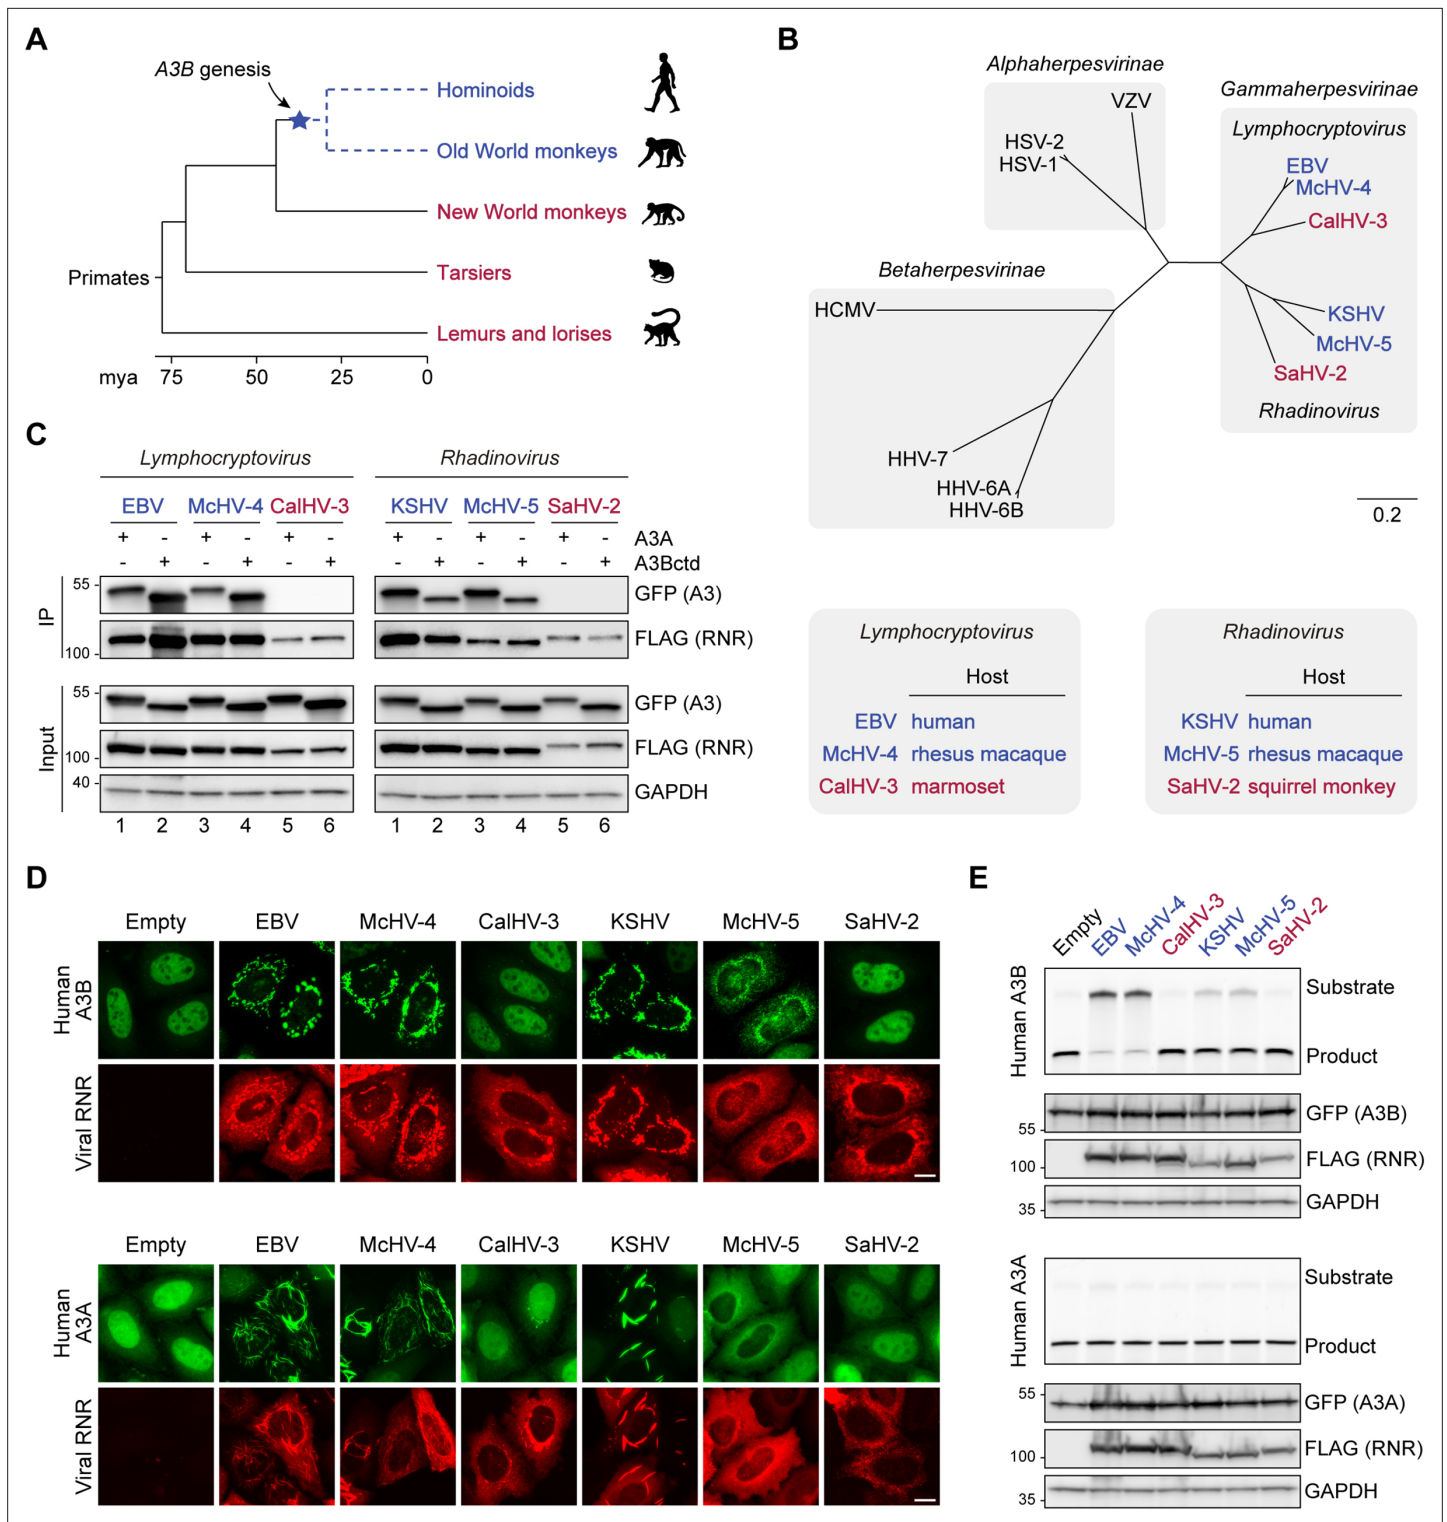 A
A3B genesis
Hominoids
Old World monkeys
New World monkeys
Tarsiers
Lemurs and lorises
Primates
mya 75 50 25 0
B
Alphaherpesvirinae
VZV
HSV-2
HSV-1
Gammaherpesvirinae
Lymphocryptovirus
EBV
McHV-4
CalHV-3
Betaherpesvirinae
HCMV
KSHV
McHV-5
SaHV-2
Rhadinovirus
HHV-7
HHV-6A
HHV-6B
0.2
Lymphocryptovirus
Host
EBV human
McHV-4 rhesus macaque
CalHV-3 marmoset
Rhadinovirus
Host
KSHV human
McHV-5 rhesus macaque
SaHV-2 squirrel monkey
C
Lymphocryptovirus Rhadinovirus
EBV McHV-4 CalHV-3 KSHV McHV-5 SaHV-2
+ - + - + - + - + - + - A3A
- + - + - + - + - + - + A3Bctd
IP
55 GFP (A3)
100 FLAG (RNR)
Input
55 GFP (A3)
100 FLAG (RNR)
40 GAPDH
1 2 3 4 5 6 1 2 3 4 5 6
D
Empty EBV McHV-4 CalHV-3 KSHV McHV-5 SaHV-2
Human
A3B
Viral RNR
Empty EBV McHV-4 CalHV-3 KSHV McHV-5 SaHV-2
Human
A3A
Viral RNR
E
Empty EBV McHV-4 CalHV-3 KSHV McHV-5 SaHV-2
Human A3B
Substrate
Product
GFP (A3B)
55
FLAG (RNR)
100
GAPDH
35
Human A3A
Substrate
Product
55
GFP (A3A)
FLAG (RNR)
100
GAPDH
35